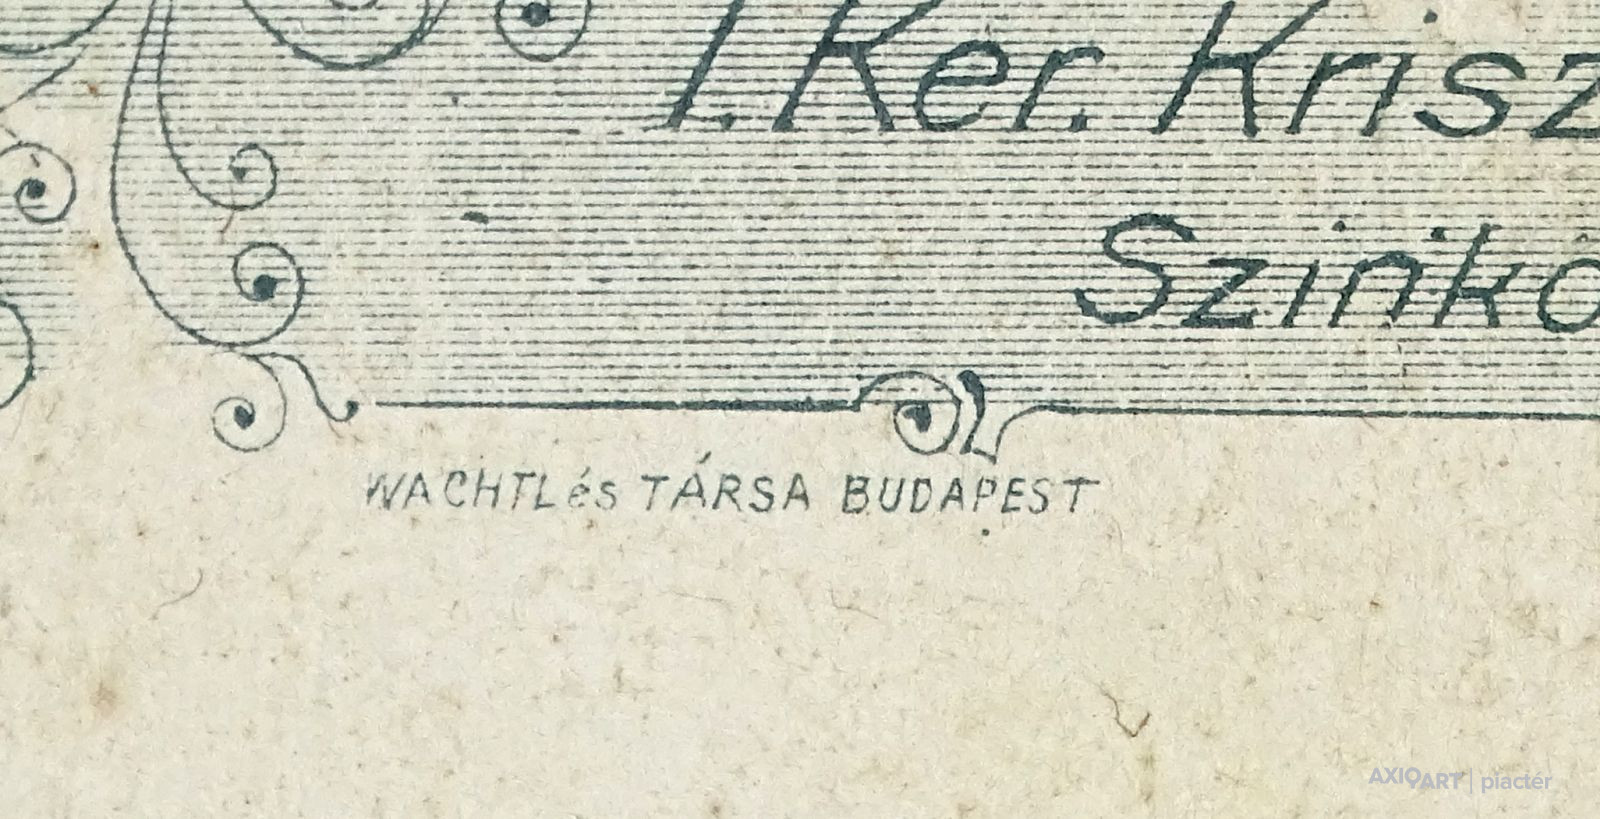 I. Ker. Krisz
Szinkö
WACHTL és TÁRSA BUDAPEST
AXIOART | piactér